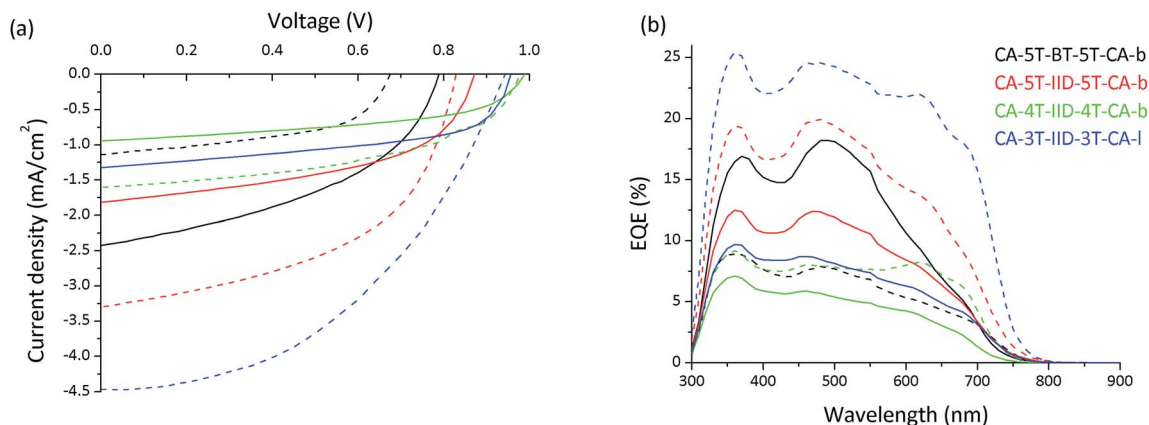 (a)
Voltage (V)
0.0 0.2 0.4 0.6 0.8 1.0
0.0
-0.5
-1.0
-1.5
-2.0
-2.5
-3.0
-3.5
-4.0
-4.5
Current density (mA/cm²)
(b)
CA-5T-BT-5T-CA-b
CA-5T-IID-5T-CA-b
CA-4T-IID-4T-CA-b
CA-3T-IID-3T-CA-l
25
20
15
10
5
0
EQE (%)
300 400 500 600 700 800 900
Wavelength (nm)